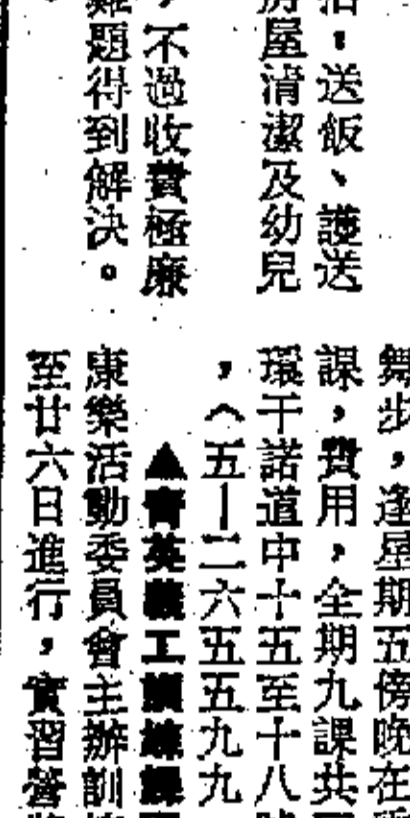 ，送飯、護送
房屋清潔及幼兒
，不過收費極廉
難題得到解決。
舞步，逢星期五傍晚在
課，費用，全期九課共
環干諾道中十五至十八
，（五—二六五五九九
▲菁英義工訓練課
康樂活動委員會主辦訓
至廿六日進行，實習營